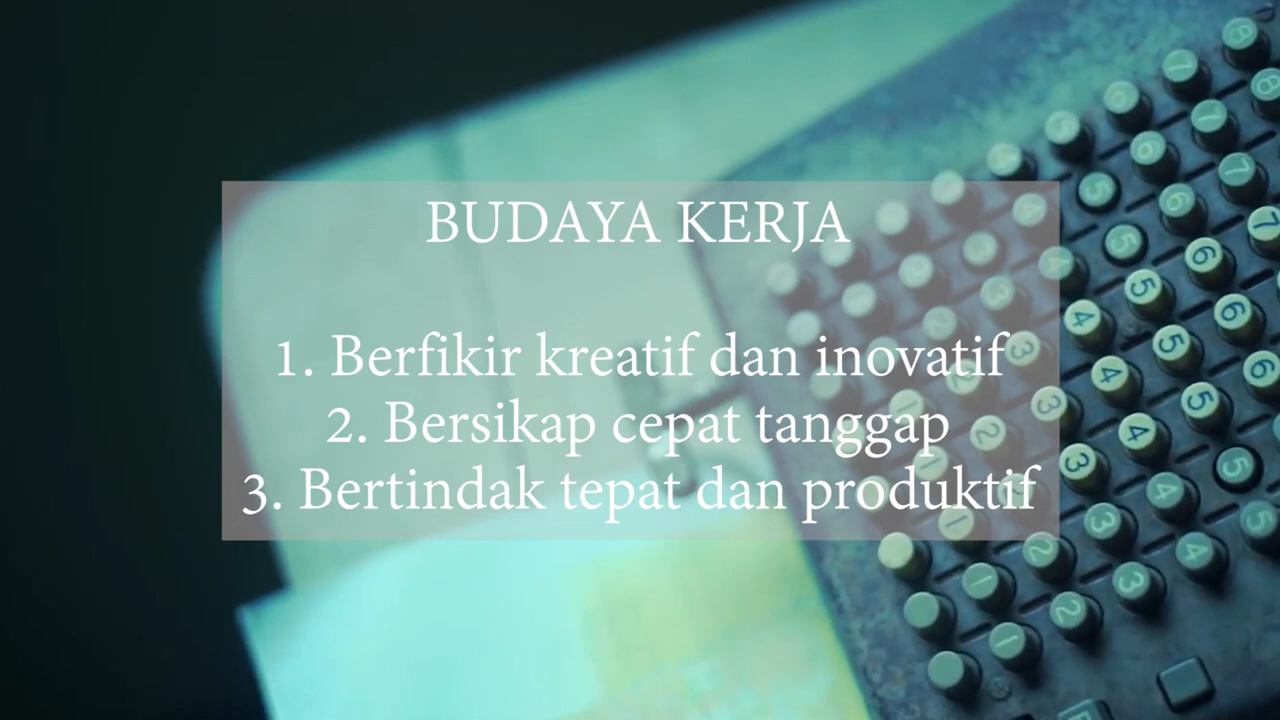 BUDAYA KERJA
1. Berfikir kreatif dan inovatif
2. Bersikap cepat tanggap
3. Bertindak tepat dan produktif